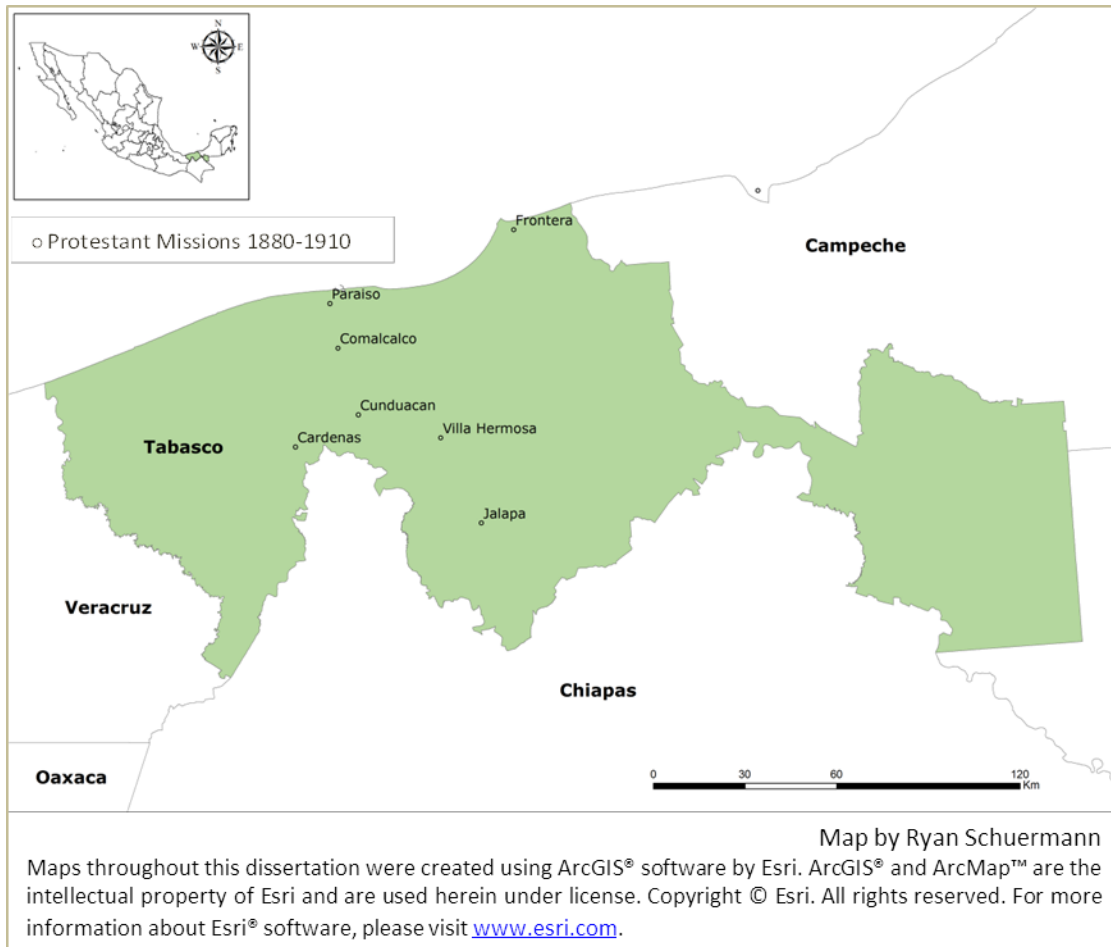 N
W E
S
Protestant Missions 1880-1910
Frontera
Campeche
Paraiso
Comalcalco
Cunduacan
Villa Hermosa
Cardenas
Tabasco
Jalapa
Veracruz
Chiapas
Oaxaca
0 30 60 120
Km
Map by Ryan Schuermann
Maps throughout this dissertation were created using ArcGIS® software by Esri. ArcGIS® and ArcMap™ are the
intellectual property of Esri and are used herein under license. Copyright © Esri. All rights reserved. For more
information about Esri® software, please visit www.esri.com.